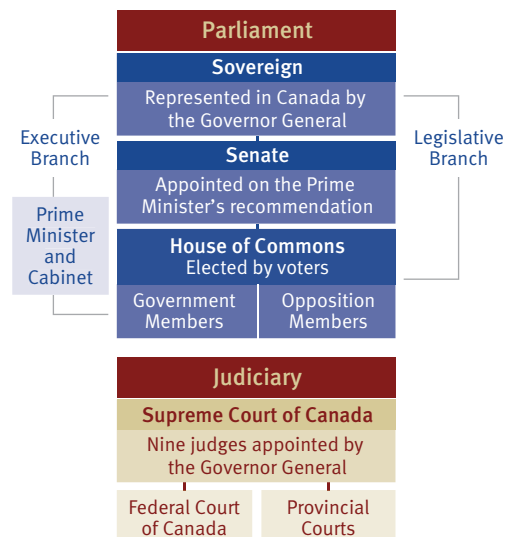 Parliament
Sovereign
Represented in Canada by
the Governor General
Executive
Branch
Legislative
Branch
Senate
Appointed on the Prime
Minister’s recommendation
Prime
Minister
and
Cabinet
House of Commons
Elected by voters
Government
Members
Opposition
Members
Judiciary
Supreme Court of Canada
Nine judges appointed by
the Governor General
Federal Court
of Canada
Provincial
Courts